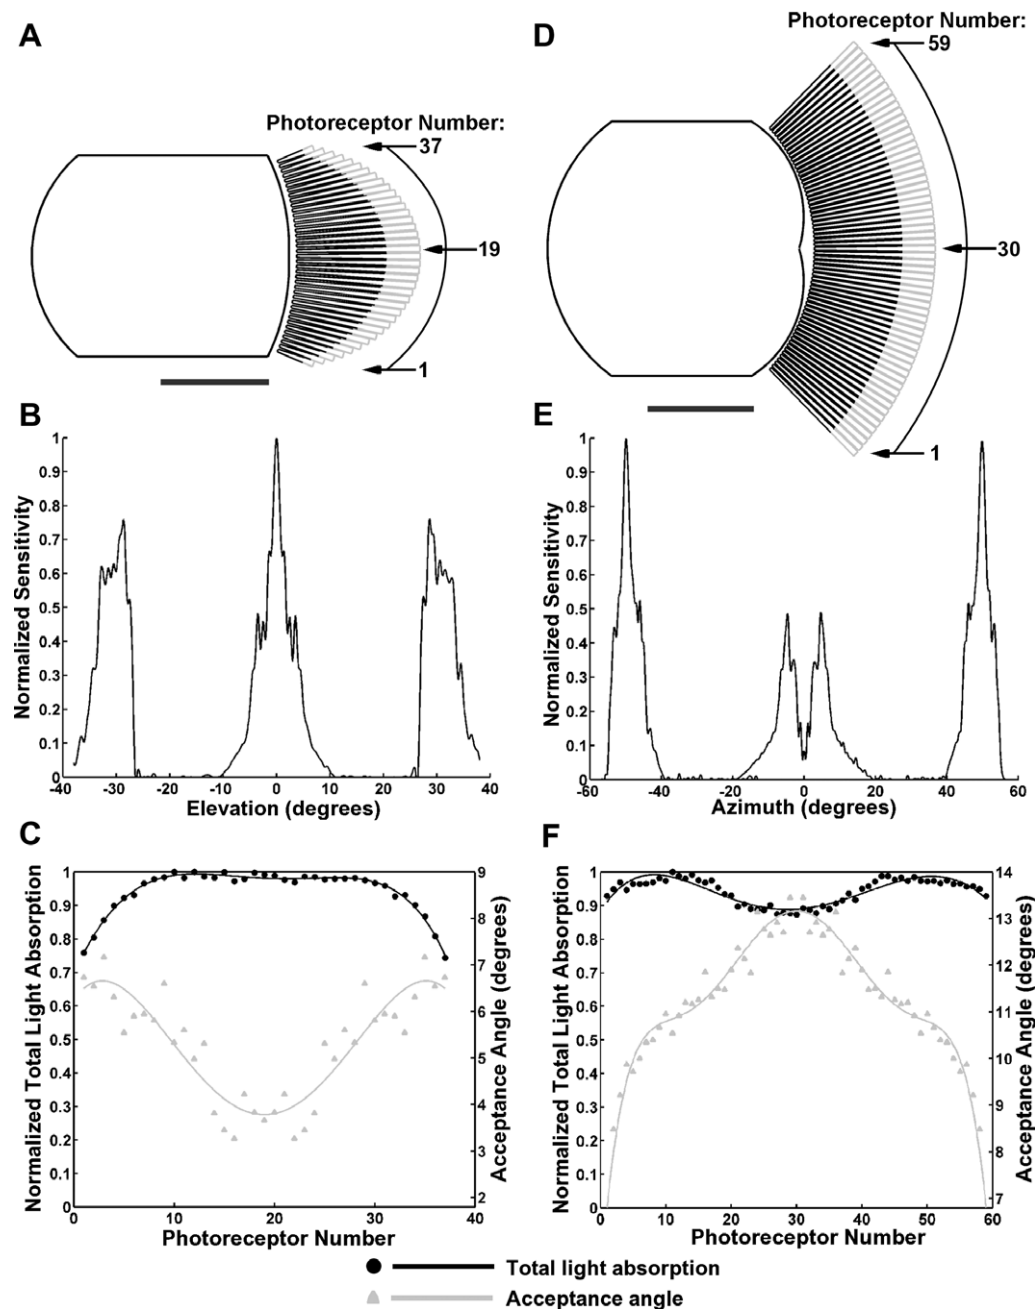 A
Photoreceptor Number:
37
19
1
D
Photoreceptor Number:
59
30
1
B
Normalized Sensitivity
1
0.9
0.8
0.7
0.6
0.5
0.4
0.3
0.2
0.1
0
-40 -30 -20 -10 0 10 20 30 40
Elevation (degrees)
E
Normalized Sensitivity
1
0.9
0.8
0.7
0.6
0.5
0.4
0.3
0.2
0.1
0
-60 -40 -20 0 20 40 60
Azimuth (degrees)
C
Normalized Total Light Absorption
1
0.9
0.8
0.7
0.6
0.5
0.4
0.3
0.2
0.1
0
9
8
7
6
5
4
3
2
Acceptance Angle (degrees)
0 10 20 30 40
Photoreceptor Number
F
Normalized Total Light Absorption
1
0.9
0.8
0.7
0.6
0.5
0.4
0.3
0.2
0.1
0
14
13
12
11
10
9
8
7
Acceptance Angle (degrees)
0 10 20 30 40 50 59
Photoreceptor Number
Total light absorption
Acceptance angle